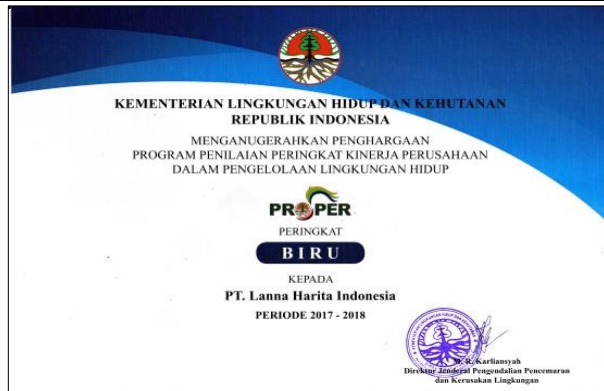 KEMENTERIAN LINGKUNGAN HIDUP DAN KEHUTANAN
REPUBLIK INDONESIA
MENGANUGERAHKAN PENGHARGAAN
PROGRAM PENILAIAN PERINGKAT KINERJA PERUSAHAAN
DALAM PENGELOLAAN LINGKUNGAN HIDUP
PROPER
PERINGKAT
BIRU
KEPADA
PT. Lanna Harita Indonesia
PERIODE 2017 - 2018
M. R. Karliansyah
Direktur Jenderal Pengendalian Pencemaran
dan Kerusakan Lingkungan